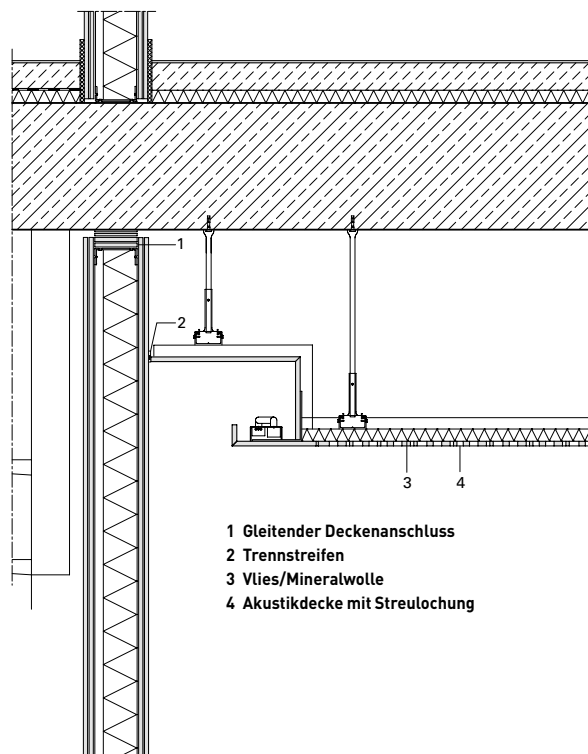 1
2
3
4
1 Gleitender Deckenanschluss
2 Trennstreifen
3 Vlies/Mineralwolle
4 Akustikdecke mit Streulochung